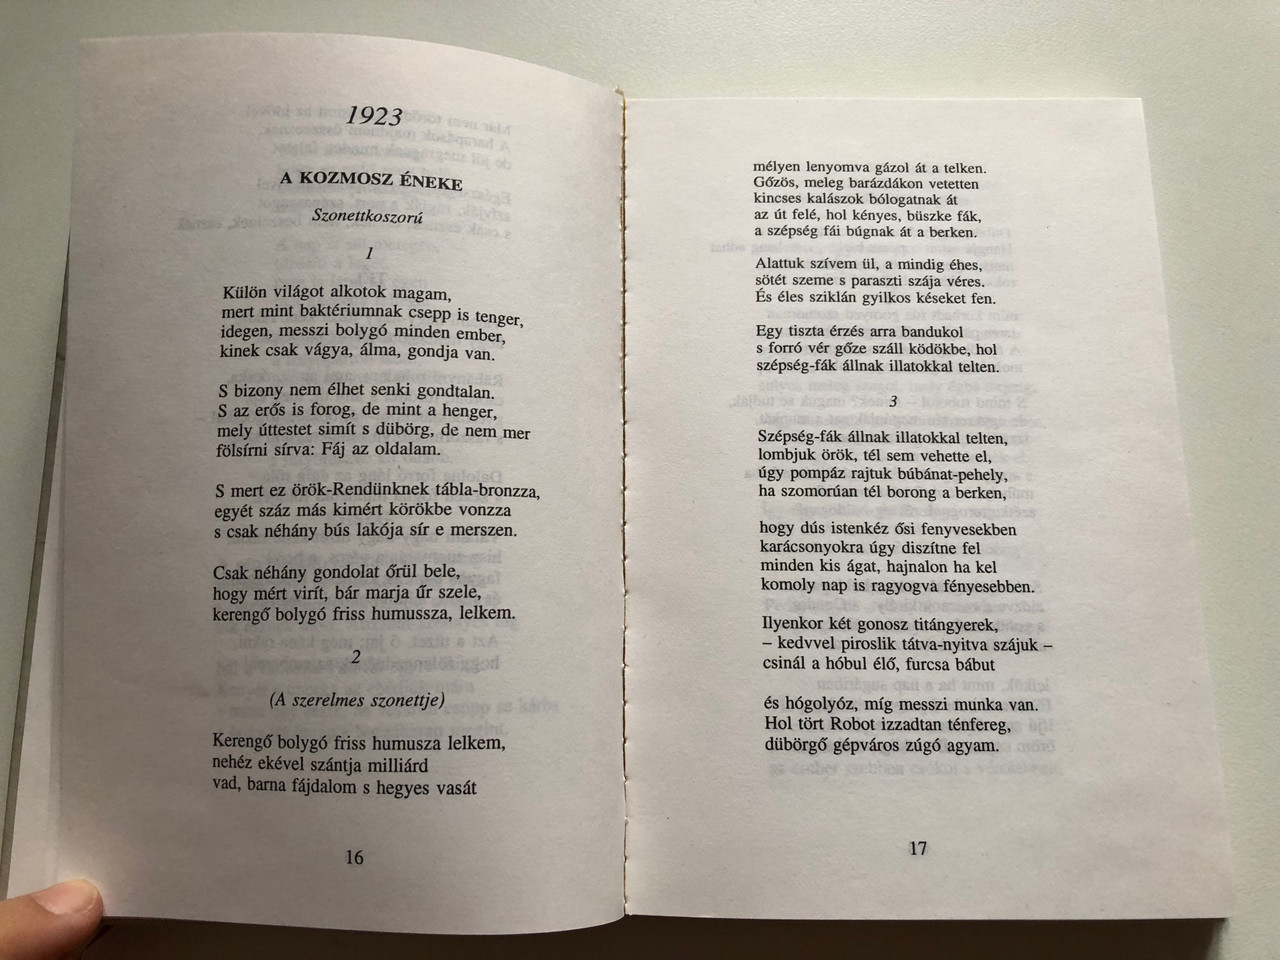 1923
A KOZMOSZ ÉNEKE
Szonettkoszorú
1
Külön világot alkotok magam,
mert mint baktériumnak csepp is tenger,
idegen, messzi bolygó minden ember,
kinek csak vágya, álma, gondja van.
S bizony nem élhet senki gondtalan.
S az erős is forog, de mint a henger,
mely úttestet simít s dübörg, de nem mer
fölsírni sírva: Fáj az oldalam.
S mert ez örök-Rendünknek tábla-bronzza,
egyét száz más kimért körökbe vonzza
s csak néhány bús lakója sír e merszen.
Csak néhány gondolat őrül bele,
hogy mért virít, bár marja űr szele,
kerengő bolygó friss humussza, lelkem.
2
(A szerelmes szonettje)
Kerengő bolygó friss humusza lelkem,
nehéz ekével szántja milliárd
vad, barna fájdalom s hegyes vasát
16
mélyen lenyomva gázol át a telken.
Gőzös, meleg barázdákon vetetten
kincses kalászok bólogatnak át
az út felé, hol kényes, büszke fák,
a szépség fái búgnak át a berken.
Alattuk szívem ül, a mindig éhes,
sötét szeme s paraszti szája véres.
És éles sziklán gyilkos késeket fen.
Egy tiszta érzés arra bandukol
s forró vér gőze száll ködökbe, hol
szépség-fák állnak illatokkal telten.
3
Szépség-fák állnak illatokkal telten,
lombjuk örök, tél sem vehette el,
úgy pompáz rajtuk búbánat-pehely,
ha szomorúan tél borong a berken,
hogy dús istenkéz ősi fenyvesekben
karácsonyokra úgy diszítne fel
minden kis ágat, hajnalon ha kel
komoly nap is ragyogva fényesebben.
Ilyenkor két gonosz titángyerek,
– kedvvel piroslik tátva-nyitva szájuk –
csinál a hóbul élő, furcsa bábut
és hógolyóz, míg messzi munka van.
Hol tört Robot izzadtan ténfereg,
dübörgő gépváros zúgó agyam.
17